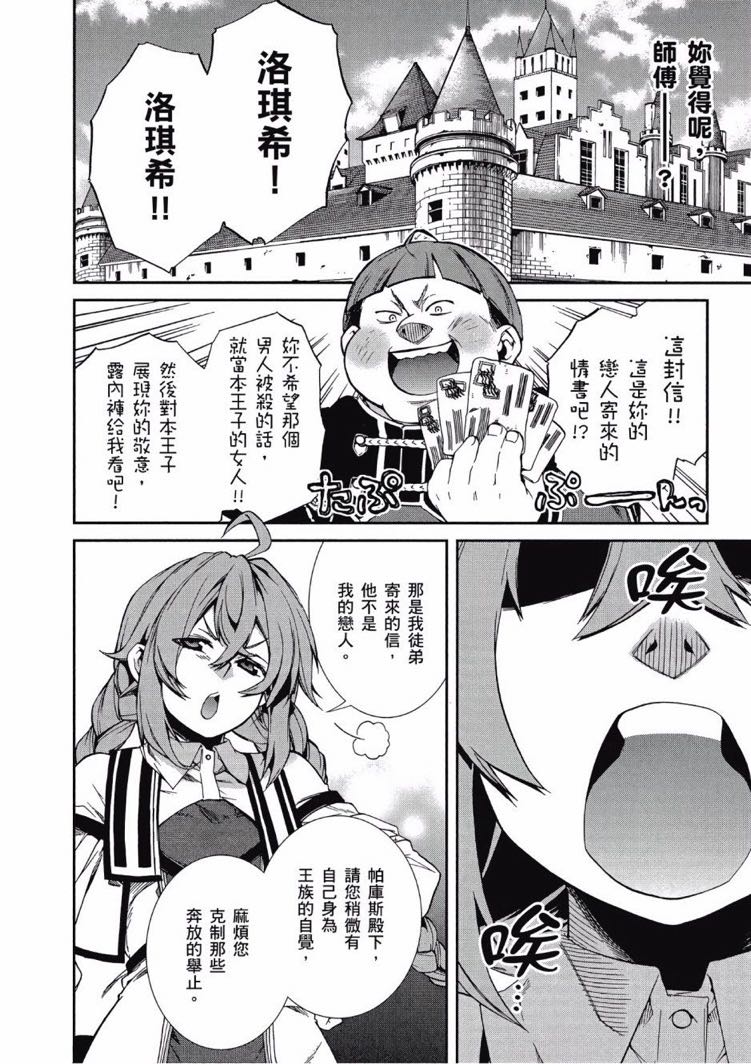 妳覺得呢，
師傅——？
洛琪希！
洛琪希!!
這封信!!
這是妳的
戀人寄來的
情書吧!?
妳不希望那個
男人被殺的話，
就當本王子
的女人!!
然後對本王子
展現妳的敬意，
露內褲給我看吧！
たぷ
ぷーん
唉
唉
⋯
那是我徒弟
寄來的信，
他不是
我的戀人。
帕庫斯殿下，
請您稍微有
自己身為
王族的自覺，
麻煩您
克制那些
奔放的舉止。